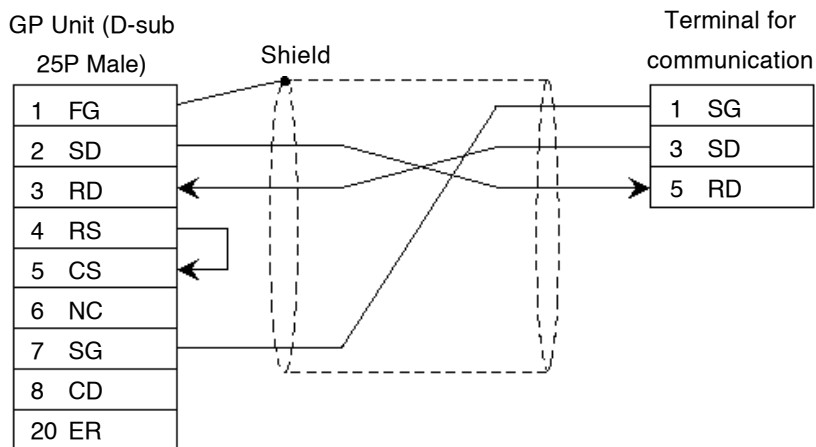 GP Unit (D-sub
25P Male)
Shield
Terminal for
communication
1 FG
2 SD
3 RD
4 RS
5 CS
6 NC
7 SG
8 CD
20 ER
1 SG
3 SD
5 RD